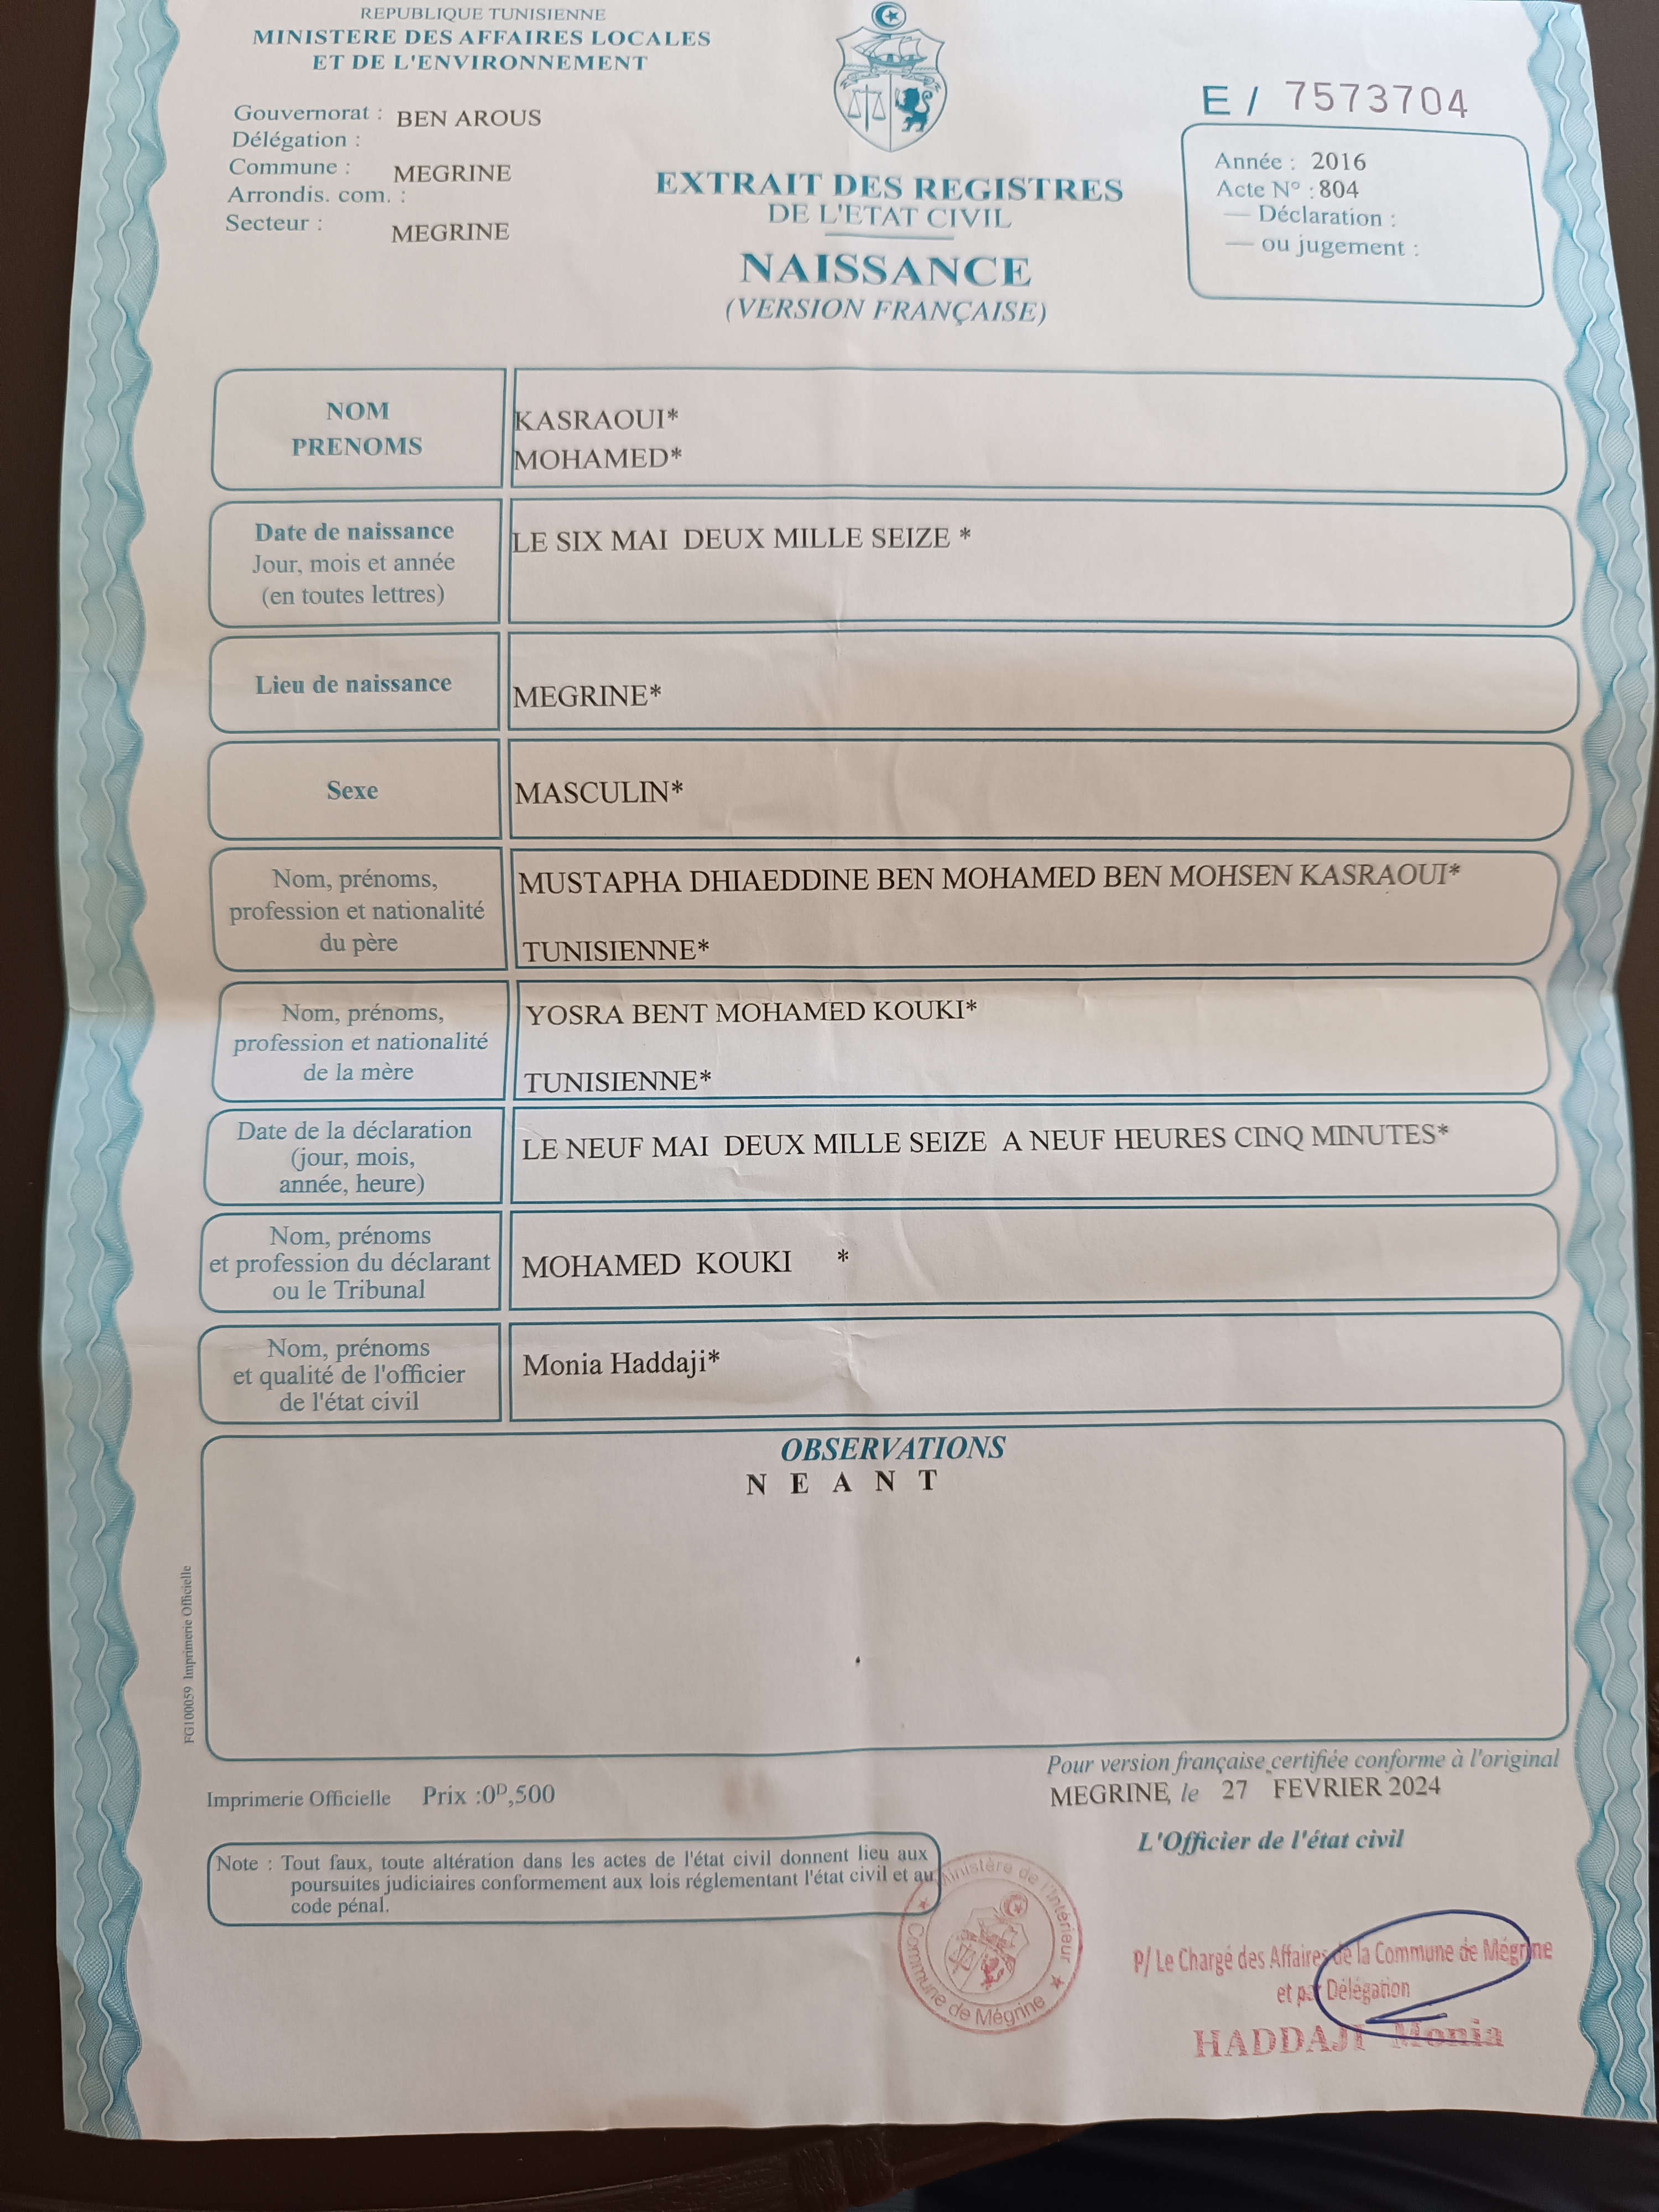 REPUBLIQUE TUNISIENNE
MINISTERE DES AFFAIRES LOCALES
ET DE L'ENVIRONNEMENT
Gouvernorat : BEN AROUS
Délégation :
Commune : MEGRINE
Arrondis. com. :
Secteur : MEGRINE
E / 7573704
Année : 2016
Acte N° : 804
— Déclaration :
— ou jugement :
EXTRAIT DES REGISTRES
DE L'ETAT CIVIL
NAISSANCE
(VERSION FRANÇAISE)
NOM
PRENOMS
KASRAOUI*
MOHAMED*
Date de naissance
Jour, mois et année
(en toutes lettres)
LE SIX MAI DEUX MILLE SEIZE *
Lieu de naissance
MEGRINE*
Sexe
MASCULIN*
Nom, prénoms,
profession et nationalité
du père
MUSTAPHA DHIAEDDINE BEN MOHAMED BEN MOHSEN KASRAOUI*
TUNISIENNE*
Nom, prénoms,
profession et nationalité
de la mère
YOSRA BENT MOHAMED KOUKI*
TUNISIENNE*
Date de la déclaration
(jour, mois,
année, heure)
LE NEUF MAI DEUX MILLE SEIZE A NEUF HEURES CINQ MINUTES*
Nom, prénoms
et profession du déclarant
ou le Tribunal
MOHAMED KOUKI *
Nom, prénoms
et qualité de l'officier
de l'état civil
Monia Haddaji*
OBSERVATIONS
N E A N T
FG100059 Imprimerie Officielle
Pour version française certifiée conforme à l'original
Imprimerie Officielle Prix :0D,500
MEGRINE, le 27 FEVRIER 2024
L'Officier de l'état civil
Note : Tout faux, toute altération dans les actes de l'état civil donnent lieu aux
poursuites judiciaires conformement aux lois réglementant l'état civil et au
code pénal.
Ministère de l'Intérieur
Commune de Mégrine
P/ Le Chargé des Affaires de la Commune de Mégrine
et par Délégation
HADDAJI Monia